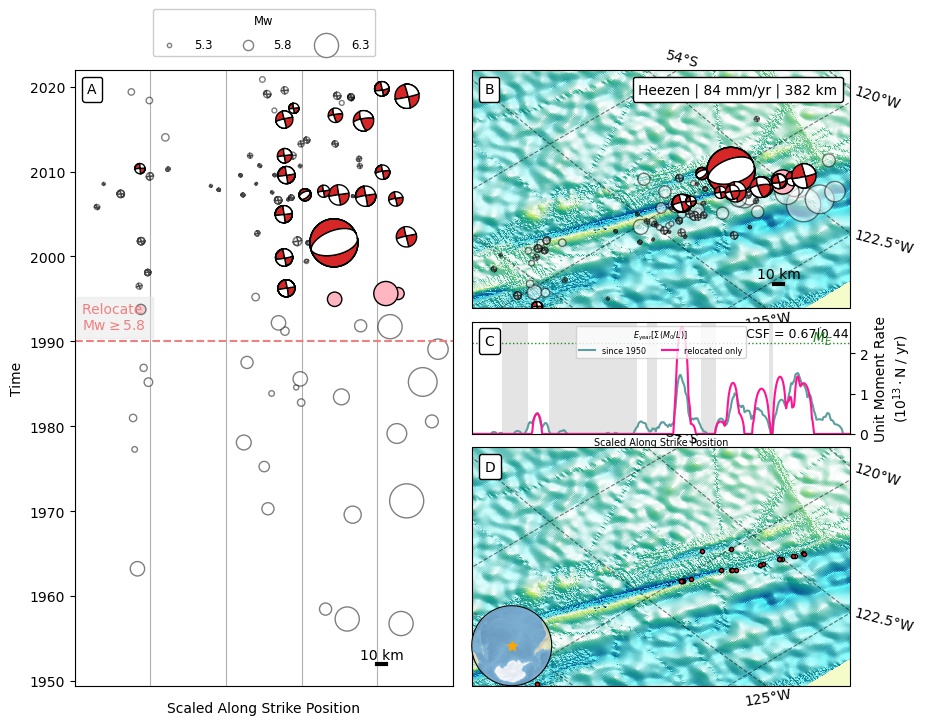 Mw
5.3 5.8 6.3
A
2020
2010
2000
1990
1980
1970
1960
1950
Time
Relocate
Mw ≥ 5.8
10 km
Scaled Along Strike Position
B
Heezen | 84 mm/yr | 382 km
54°S
120°W
122.5°W
125°W
10 km
C
E_year[Σ(M₀/L)]
since 1950 relocated only
CSF = 0.67/0.44
2
1
0
Unit Moment Rate
(10¹³ · N / yr)
Scaled Along Strike Position
D
120°W
122.5°W
125°W